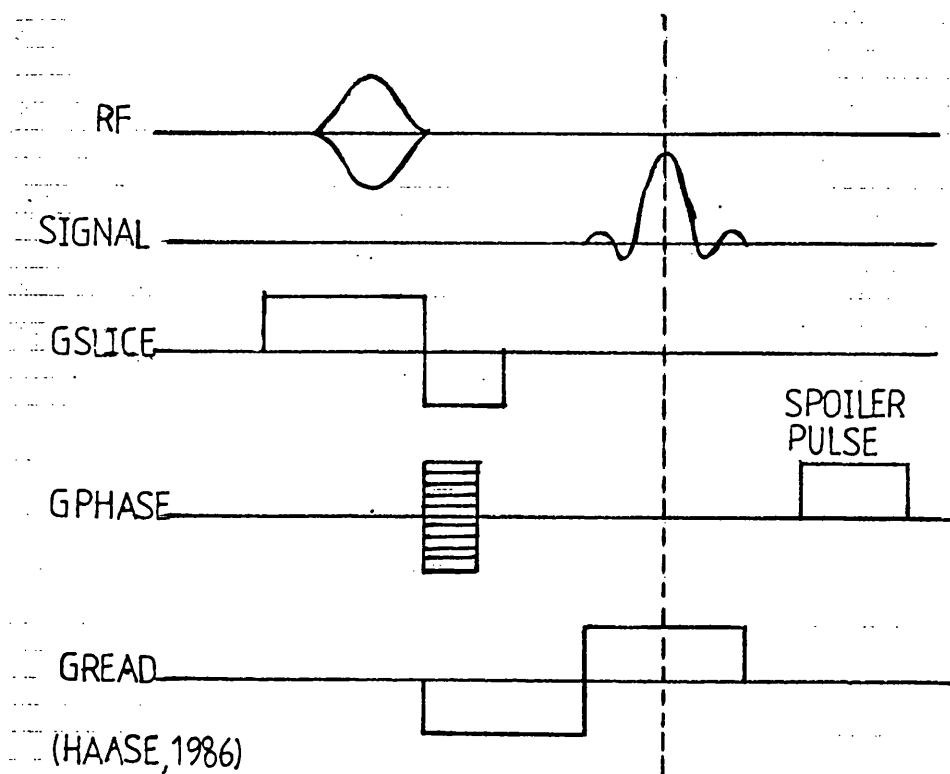 RF
SIGNAL
GSLICE
SPOILER
PULSE
GPHASE
GREAD
(HAASE, 1986)